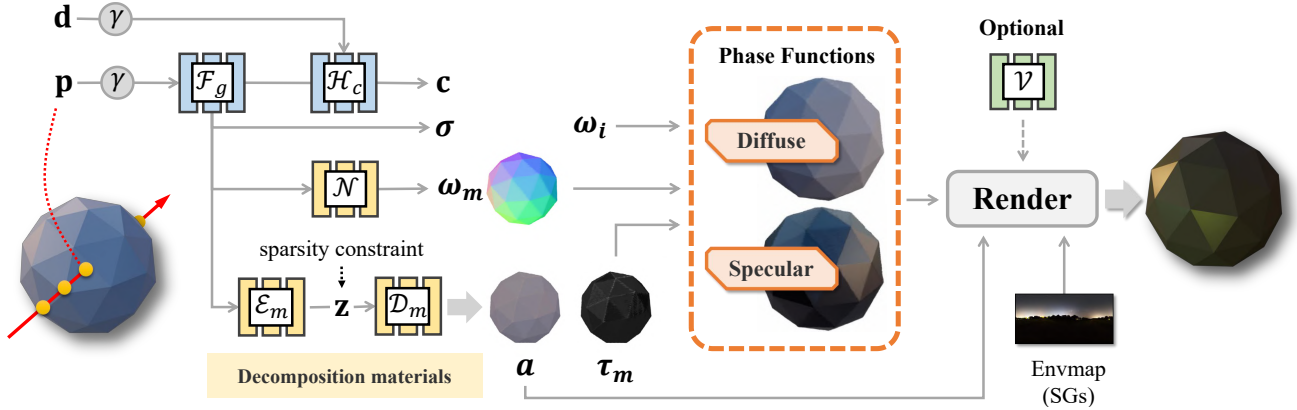 d
γ
p
γ
𝓕g
𝓗c
c
σ
𝓝
ωm
sparsity constraint
𝓔m
z
𝓓m
Decomposition materials
a
τm
ωi
Phase Functions
Diffuse
Specular
Optional
𝓥
Render
Envmap
(SGs)